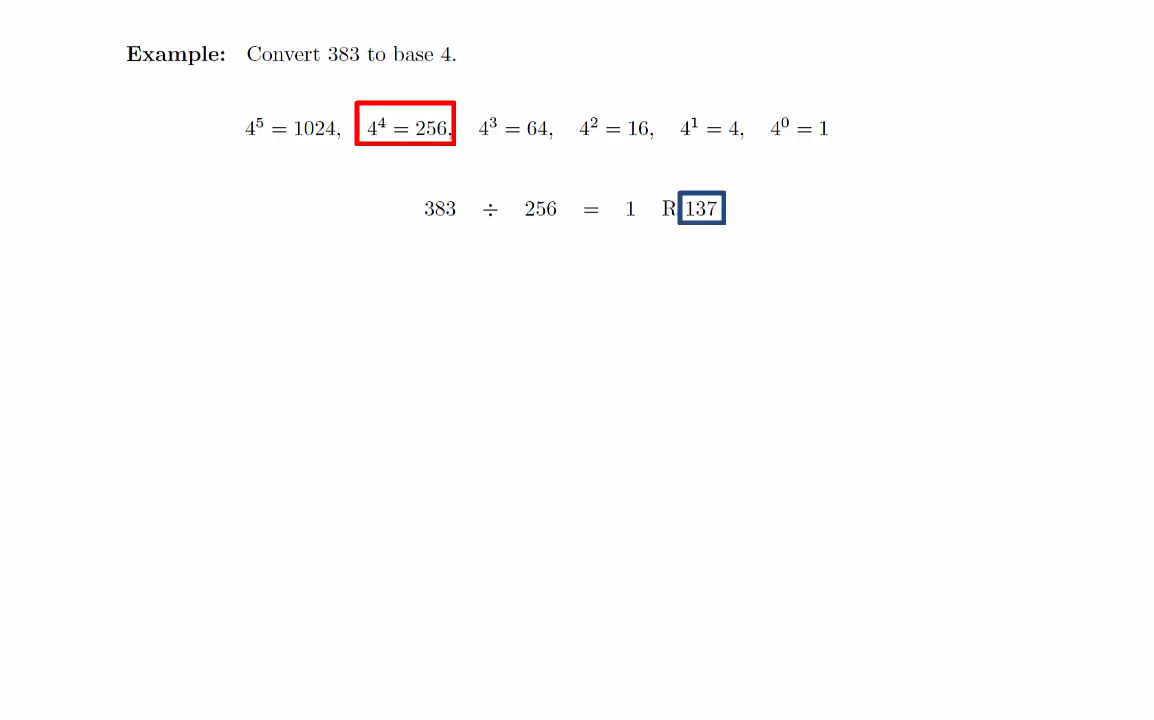 Example: Convert 383 to base 4.
4⁵ = 1024, 4⁴ = 256, 4³ = 64, 4² = 16, 4¹ = 4, 4⁰ = 1
383 ÷ 256 = 1 R 137